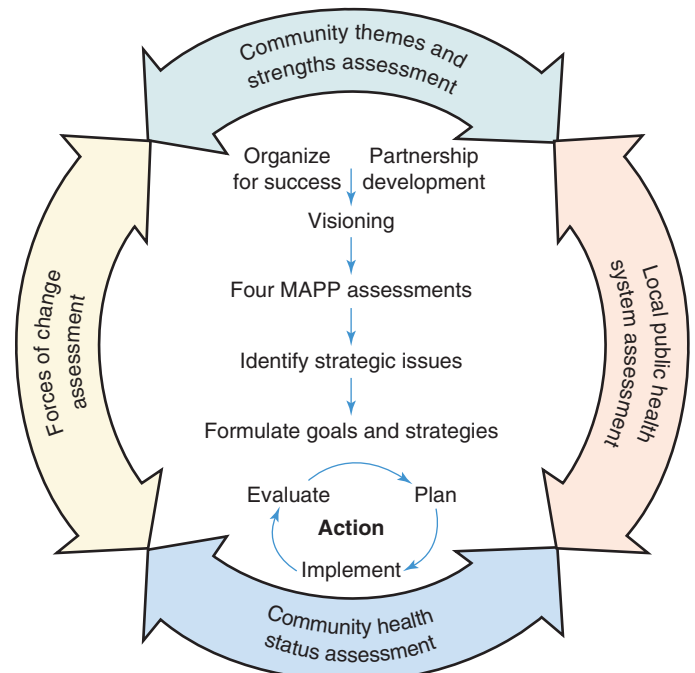 Community themes and
strengths assessment
Organize
for success
Partnership
development
Visioning
Four MAPP assessments
Identify strategic issues
Formulate goals and strategies
Evaluate
Plan
Action
Implement
Forces of change
assessment
Local public health
system assessment
Community health
status assessment